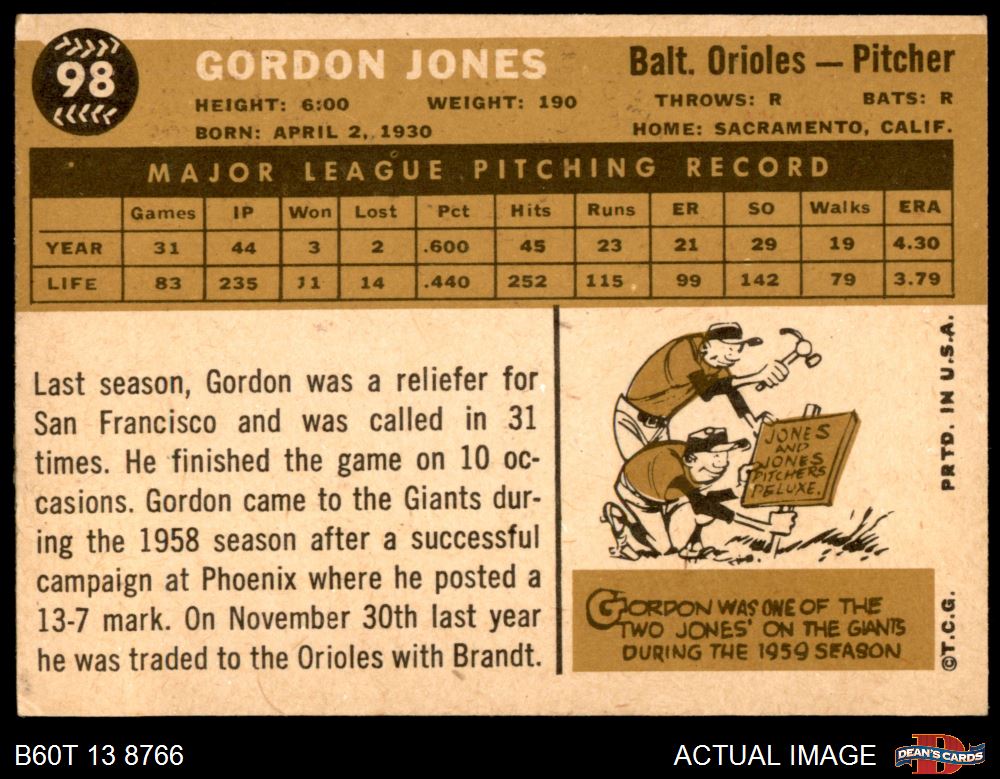 98
GORDON JONES
Balt. Orioles — Pitcher
HEIGHT: 6:00 WEIGHT: 190 THROWS: R BATS: R
BORN: APRIL 2, 1930 HOME: SACRAMENTO, CALIF.
MAJOR LEAGUE PITCHING RECORD
Games IP Won Lost Pct Hits Runs ER SO Walks ERA
YEAR 31 44 3 2 .600 45 23 21 29 19 4.30
LIFE 83 235 11 14 .440 252 115 99 142 79 3.79
Last season, Gordon was a reliefer for
San Francisco and was called in 31
times. He finished the game on 10 oc-
casions. Gordon came to the Giants dur-
ing the 1958 season after a successful
campaign at Phoenix where he posted a
13-7 mark. On November 30th last year
he was traded to the Orioles with Brandt.
JONES
AND
JONES
PITCHERS
DELUXE.
GORDON WAS ONE OF THE
TWO JONES' ON THE GIANTS
DURING THE 1959 SEASON
PRTD. IN U.S.A.
©T.C.G.
B60T 13 8766
ACTUAL IMAGE
D
DEAN'S CARDS